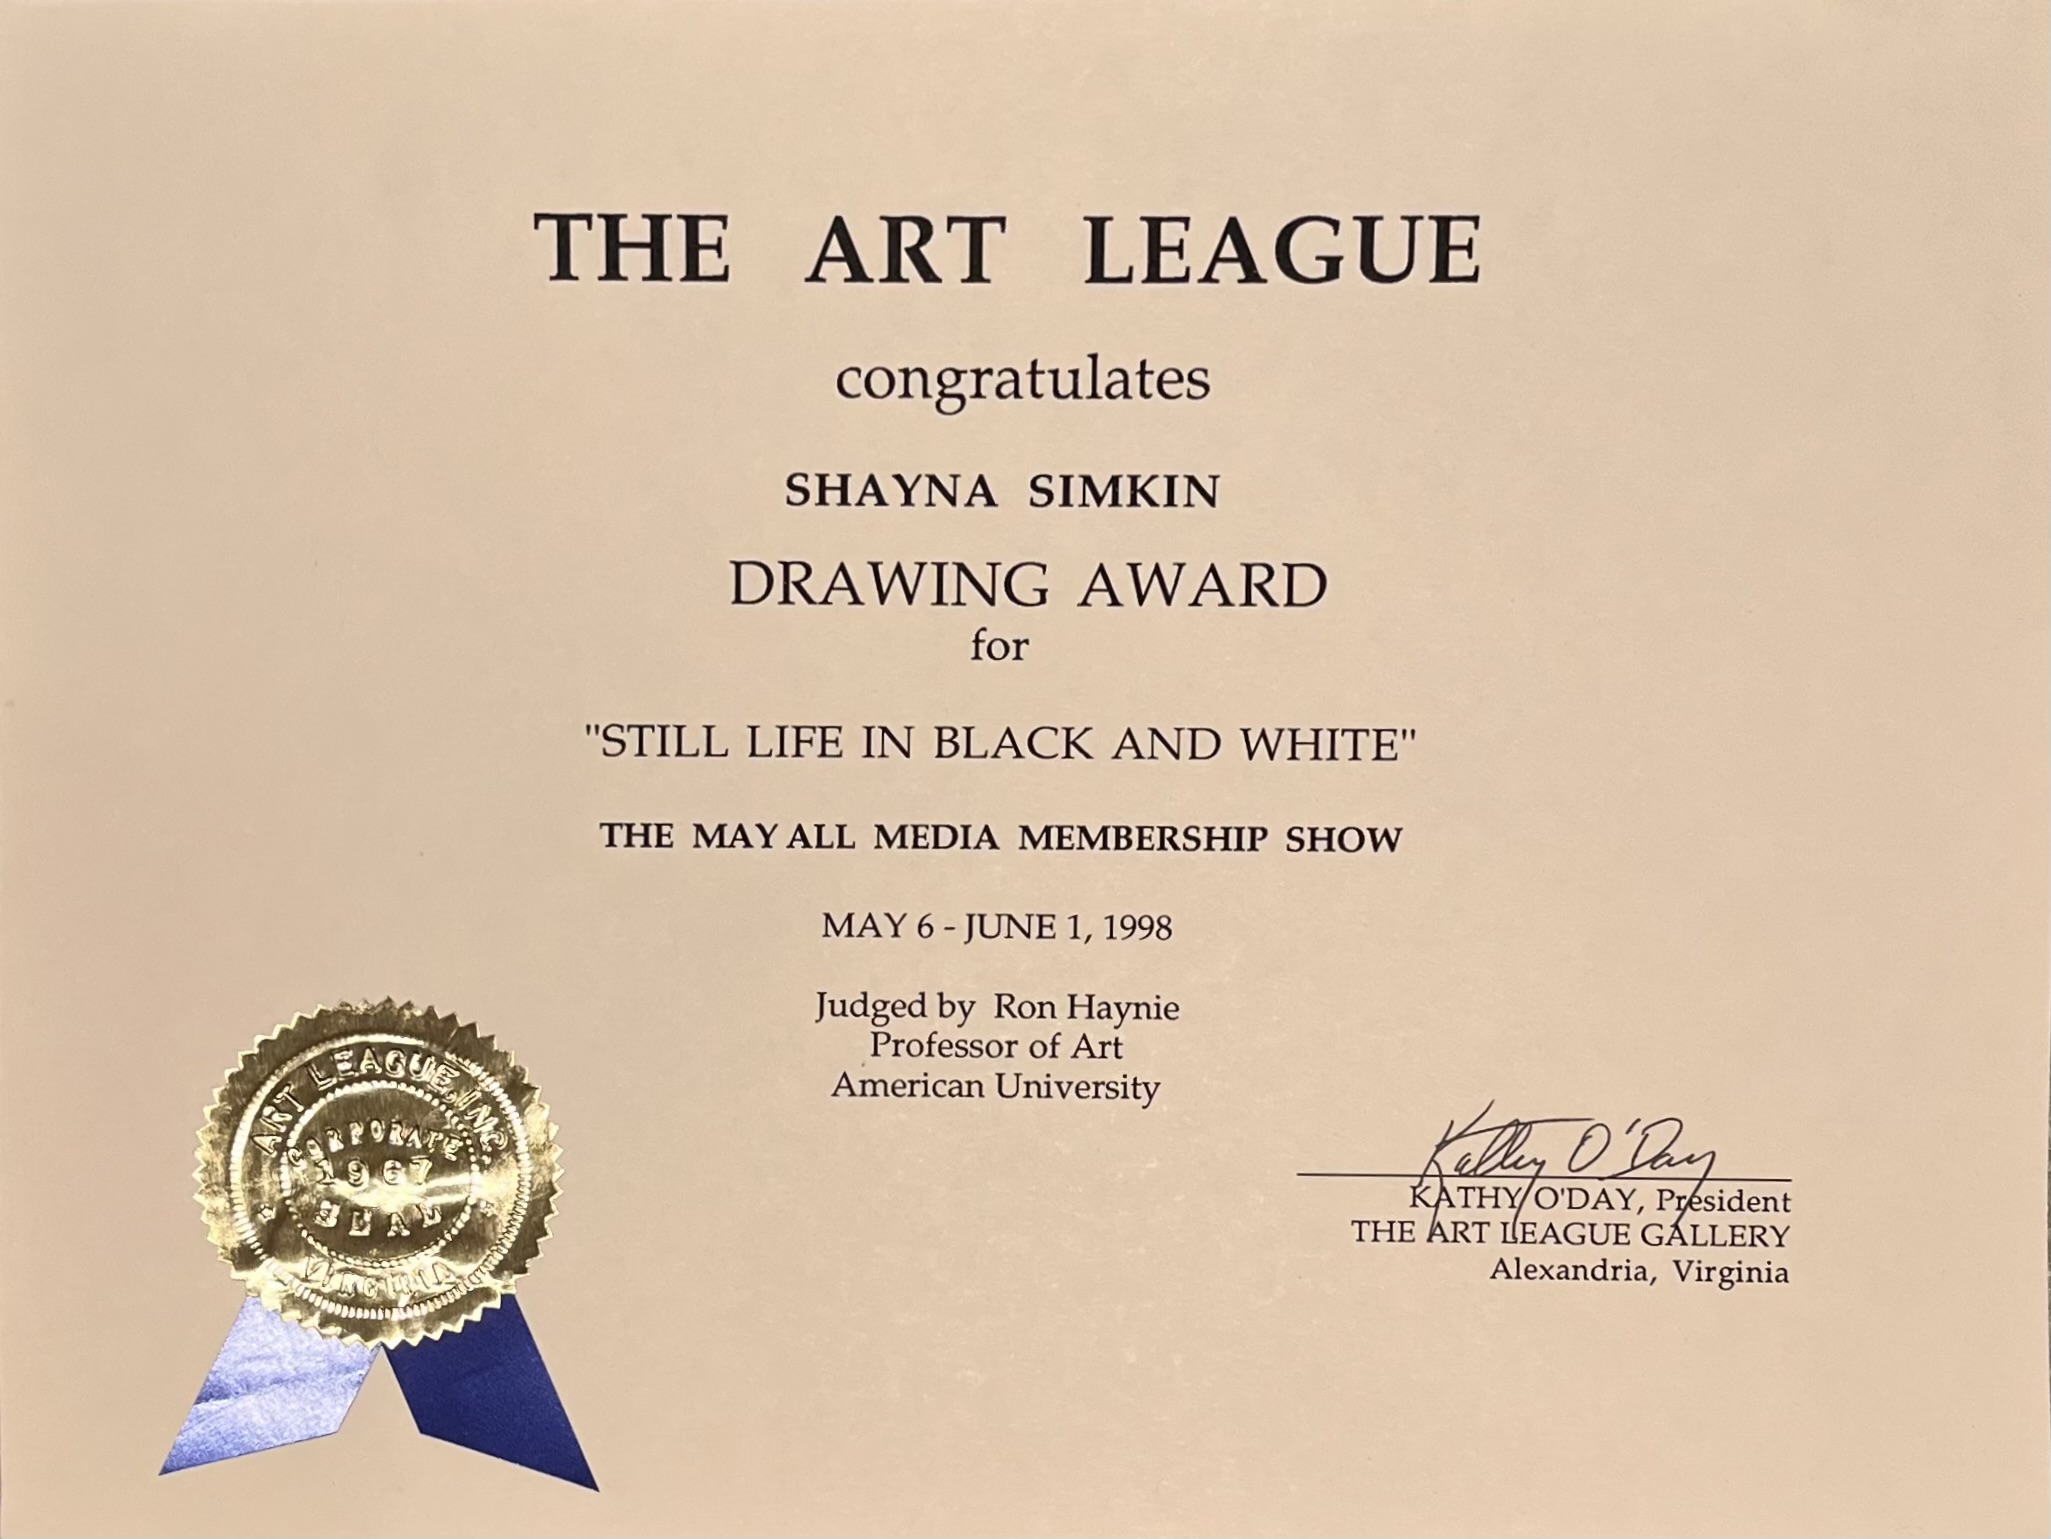 THE ART LEAGUE
congratulates
SHAYNA SIMKIN
DRAWING AWARD
for
"STILL LIFE IN BLACK AND WHITE"
THE MAY ALL MEDIA MEMBERSHIP SHOW
MAY 6 - JUNE 1, 1998
Judged by Ron Haynie
Professor of Art
American University
ART LEAGUE, INC.
CORPORATE
1967
SEAL
VIRGINIA
Kathy O'Day
KATHY O'DAY, President
THE ART LEAGUE GALLERY
Alexandria, Virginia